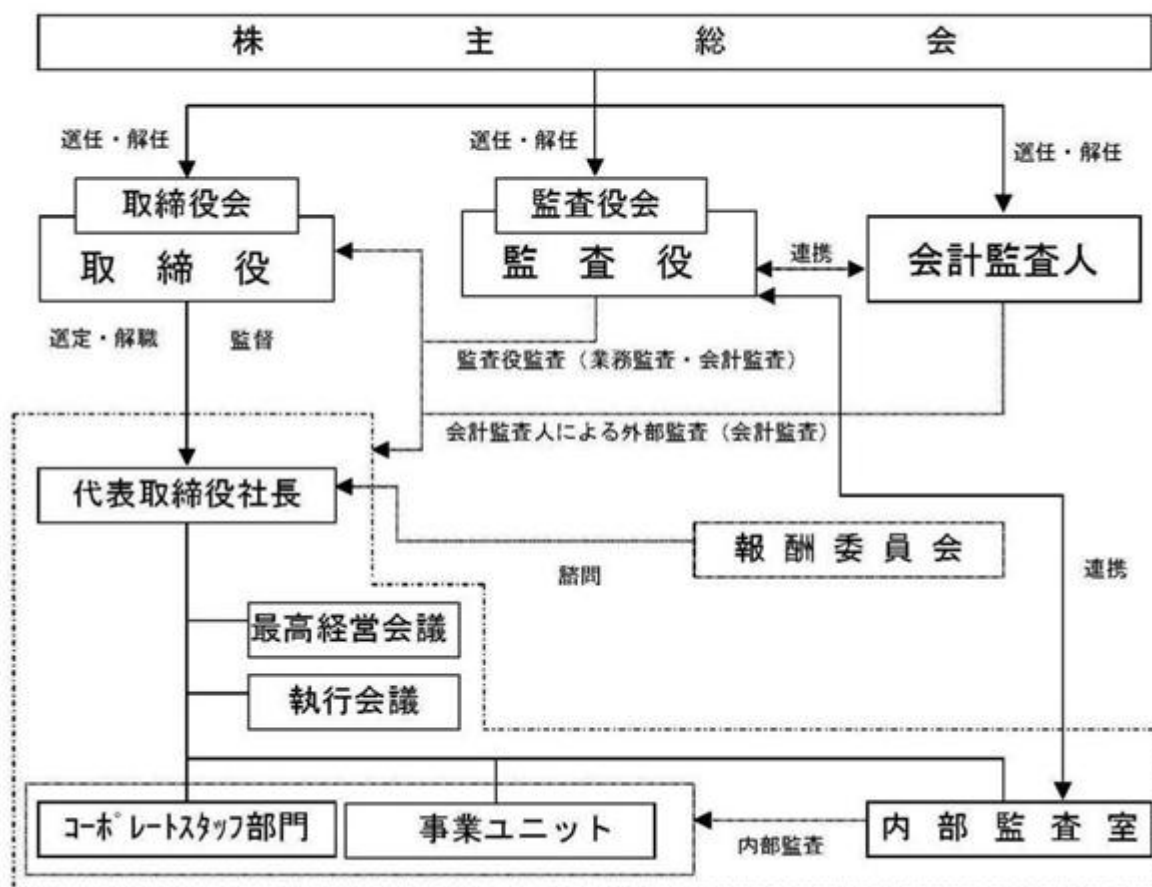 株主総会
選任・解任
選任・解任
選任・解任
取締役会
取締役
監査役会
監査役
連携
会計監査人
選定・解職
監督
監査役監査（業務監査・会計監査）
会計監査人による外部監査（会計監査）
代表取締役社長
報酬委員会
諮問
連携
最高経営会議
執行会議
ｺｰﾎﾟﾚｰﾄｽﾀｯﾌ部門
事業ユニット
内部監査
内部監査室